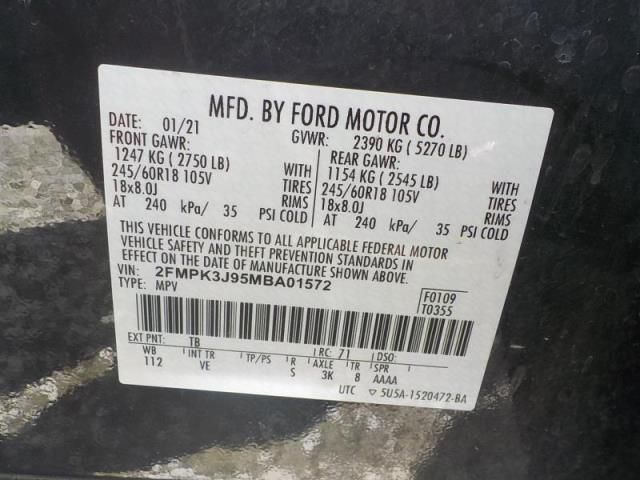 MFD. BY FORD MOTOR CO.
DATE: 01/21 GVWR: 2390 KG ( 5270 LB)
FRONT GAWR: REAR GAWR:
1247 KG ( 2750 LB) WITH 1154 KG ( 2545 LB) WITH
245/60R18 105V TIRES 245/60R18 105V TIRES
18x8.0J RIMS 18x8.0J RIMS
AT 240 kPa/ 35 PSI COLD AT 240 kPa/ 35 PSI COLD
THIS VEHICLE CONFORMS TO ALL APPLICABLE FEDERAL MOTOR
VEHICLE SAFETY AND THEFT PREVENTION STANDARDS IN
EFFECT ON THE DATE OF MANUFACTURE SHOWN ABOVE.
VIN: 2FMPK3J95MBA01572
TYPE: MPV
F0109
T0355
EXT PNT: TB RC: 71 DSO:
WB INT TR TP/PS R AXLE TR SPR
112 VE S 3K 8 AAAA
UTC ▽ 5U5A-1520472-BA